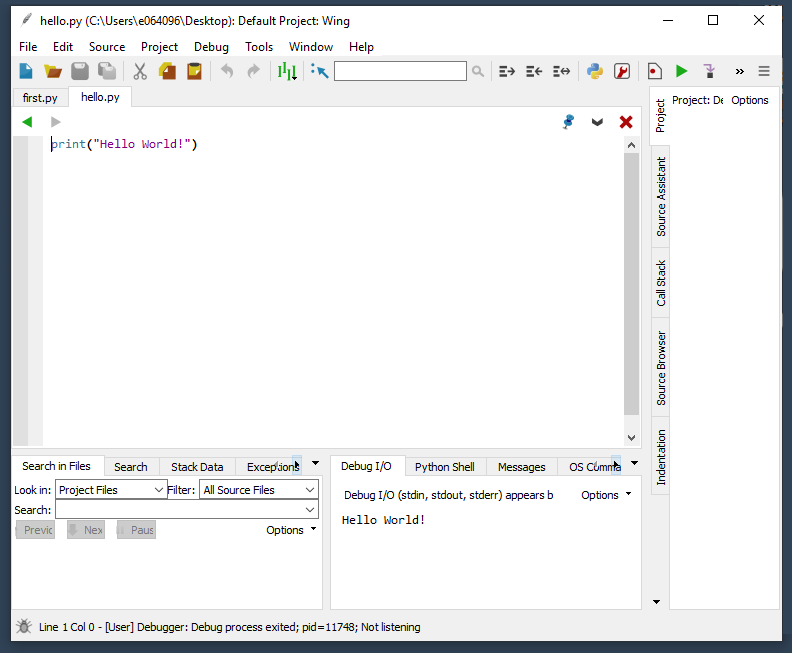 hello.py (C:\Users\e064096\Desktop): Default Project: Wing
File Edit Source Project Debug Tools Window Help
first.py hello.py
print("Hello World!")
Project
Source Assistant
Call Stack
Source Browser
Indentation
Project: De Options
Search in Files Search Stack Data Exceptions
Look in: Project Files Filter: All Source Files
Search:
Previc Nex Paus
Options
Debug I/O Python Shell Messages OS Comma
Debug I/O (stdin, stdout, stderr) appears b Options
Hello World!
Line 1 Col 0 - [User] Debugger: Debug process exited; pid=11748; Not listening